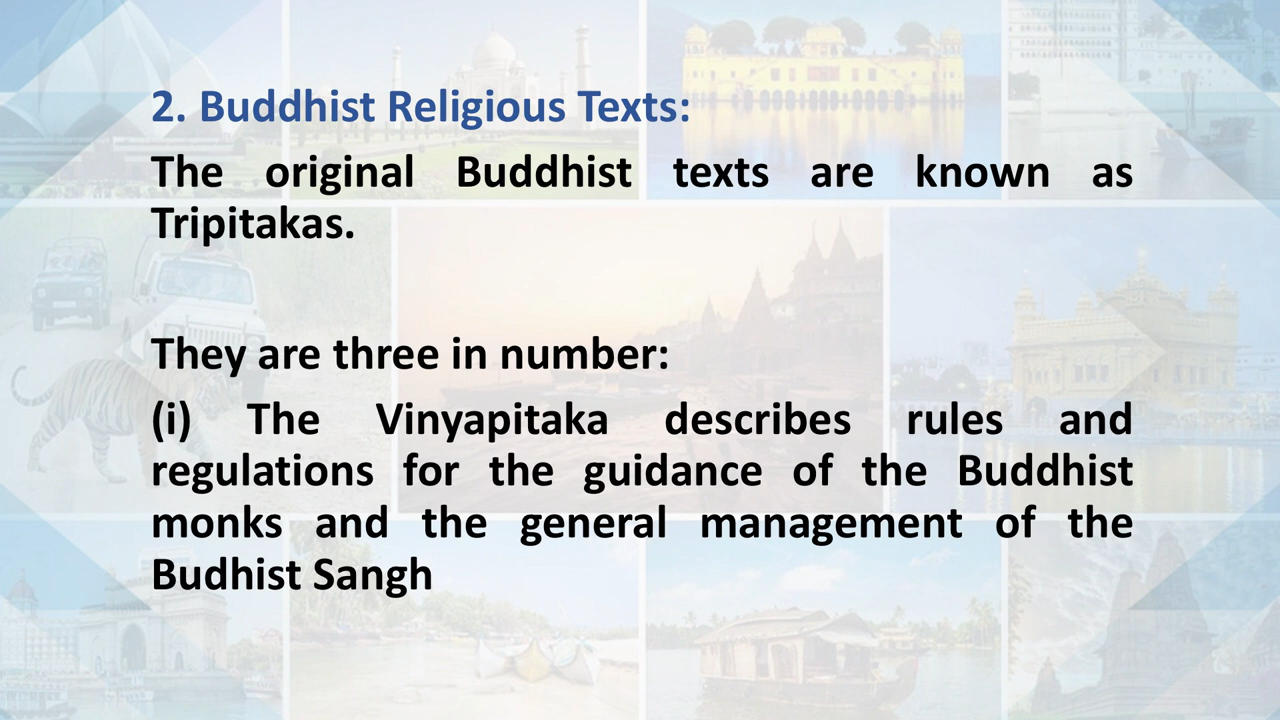 2. Buddhist Religious Texts:
The original Buddhist texts are known as
Tripitakas.
They are three in number:
(i) The Vinyapitaka describes rules and
regulations for the guidance of the Buddhist
monks and the general management of the
Budhist Sangh